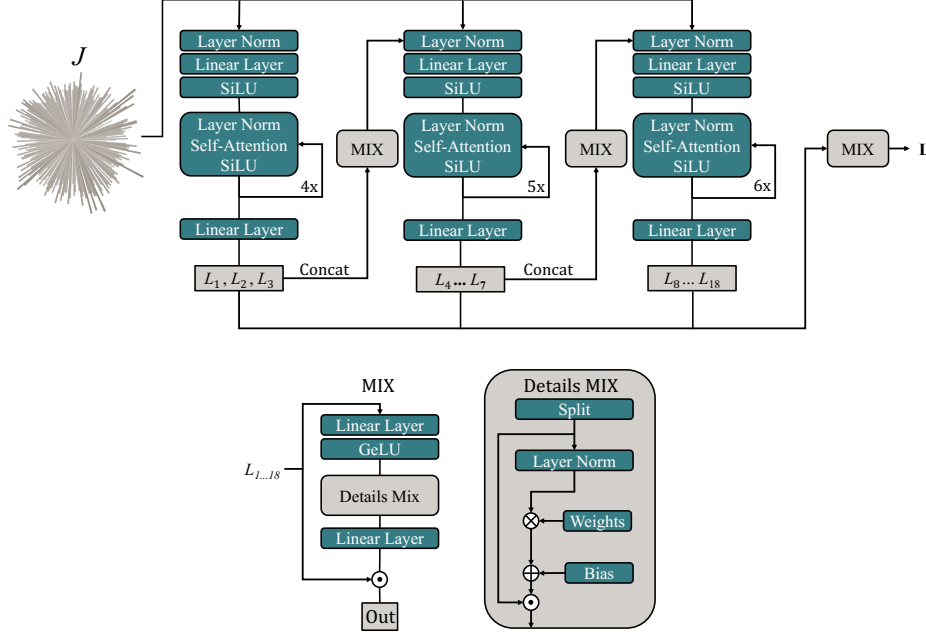 J
Layer Norm
Linear Layer
SiLU
Layer Norm
Self-Attention
SiLU
4x
Linear Layer
L1 , L2 , L3
Concat
MIX
Layer Norm
Linear Layer
SiLU
Layer Norm
Self-Attention
SiLU
5x
Linear Layer
L4 ... L7
Concat
MIX
Layer Norm
Linear Layer
SiLU
Layer Norm
Self-Attention
SiLU
6x
Linear Layer
L8 ... L18
MIX
L
MIX
Linear Layer
GeLU
L1...18
Details Mix
Linear Layer
Out
Details MIX
Split
Layer Norm
Weights
Bias